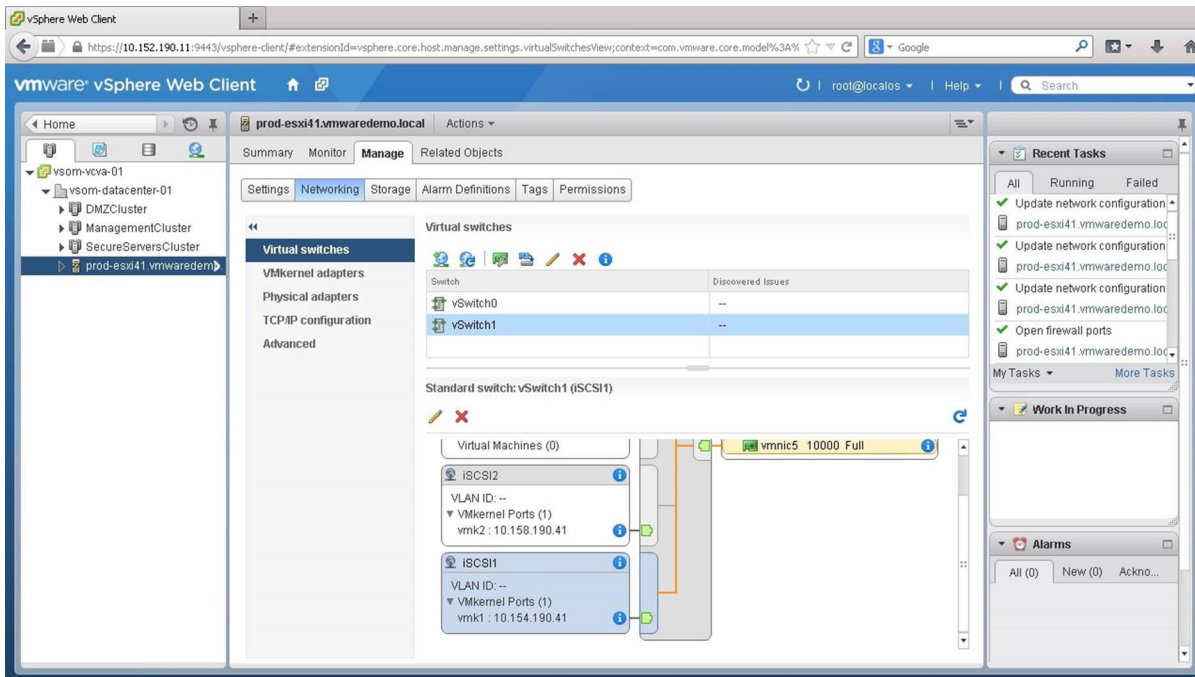 vSphere Web Client
https://10.152.190.11:9443/vsphere-client/#extensionId=vsphere.core.host.manage.settings.virtualSwitchesView;context=com.vmware.core.model%3A%
Google
vmware® vSphere Web Client
root@localos
Help
Search
Home
vsom-vcva-01
vsom-datacenter-01
DMZCluster
ManagementCluster
SecureServersCluster
prod-esxi41.vmwaredem
prod-esxi41.vmwaredemo.local Actions
Summary Monitor Manage Related Objects
Settings Networking Storage Alarm Definitions Tags Permissions
Virtual switches
VMkernel adapters
Physical adapters
TCP/IP configuration
Advanced
Virtual switches
Switch Discovered Issues
vSwitch0 --
vSwitch1 --
Standard switch: vSwitch1 (iSCSI1)
Virtual Machines (0)
vmnic5 10000 Full
iSCSI2
VLAN ID: --
VMkernel Ports (1)
vmk2 : 10.158.190.41
iSCSI1
VLAN ID: --
VMkernel Ports (1)
vmk1 : 10.154.190.41
Recent Tasks
All Running Failed
Update network configuration
prod-esxi41.vmwaredemo.loc
Update network configuration
prod-esxi41.vmwaredemo.loc
Update network configuration
prod-esxi41.vmwaredemo.loc
Open firewall ports
prod-esxi41.vmwaredemo.loc
My Tasks More Tasks
Work In Progress
Alarms
All (0) New (0) Ackno...